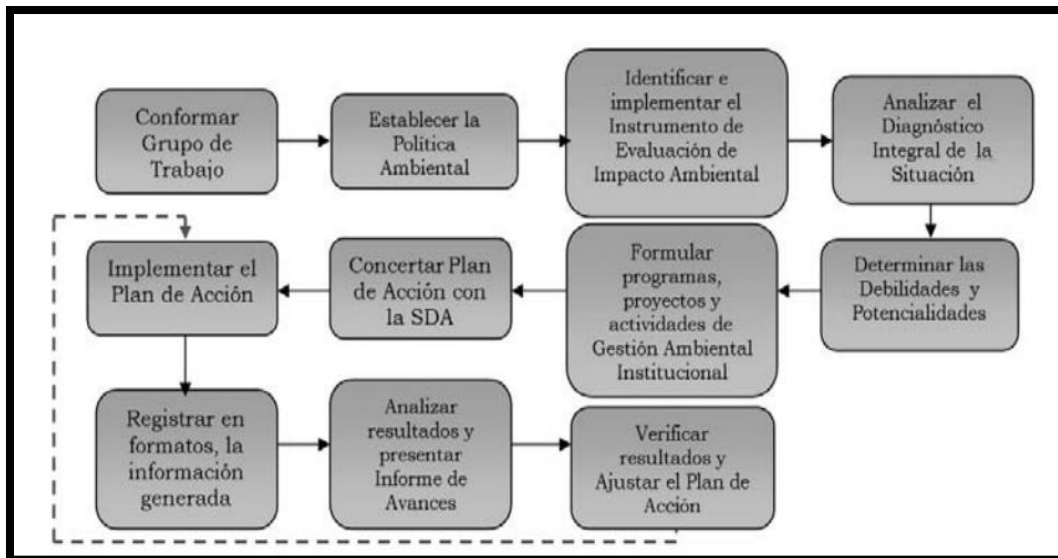 Conformar
Grupo de
Trabajo
Establecer la
Política
Ambiental
Identificar e
implementar el
Instrumento de
Evaluación de
Impacto Ambiental
Analizar el
Diagnóstico
Integral de la
Situación
Determinar las
Debilidades y
Potencialidades
Formular
programas,
proyectos y
actividades de
Gestión Ambiental
Institucional
Concertar Plan
de Acción con
la SDA
Implementar el
Plan de Acción
Registrar en
formatos, la
información
generada
Analizar
resultados y
presentar
Informe de
Avances
Verificar
resultados y
Ajustar el Plan de
Acción